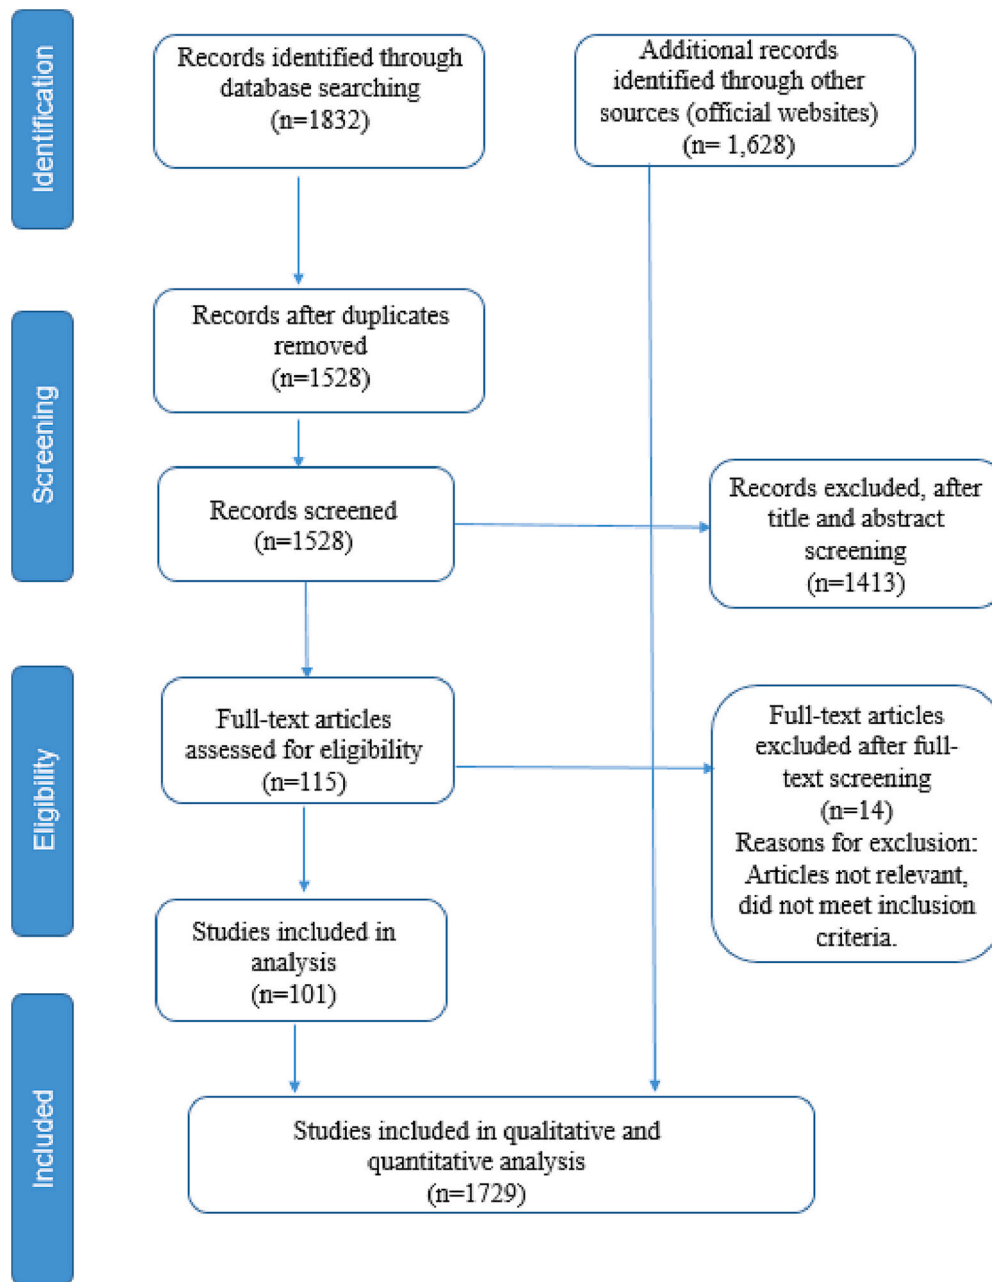 Identification
Records identified through
database searching
(n=1832)
Additional records
identified through other
sources (official websites)
(n= 1,628)
Screening
Records after duplicates
removed
(n=1528)
Records screened
(n=1528)
Records excluded, after
title and abstract
screening
(n=1413)
Eligibility
Full-text articles
assessed for eligibility
(n=115)
Full-text articles
excluded after full-
text screening
(n=14)
Reasons for exclusion:
Articles not relevant,
did not meet inclusion
criteria.
Studies included in
analysis
(n=101)
Included
Studies included in qualitative and
quantitative analysis
(n=1729)